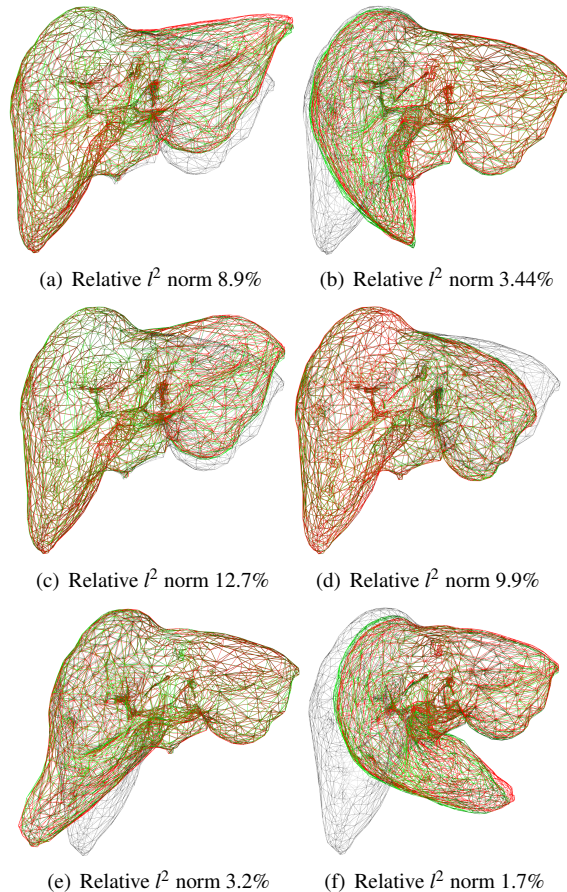 (a) Relative l² norm 8.9%
(b) Relative l² norm 3.44%
(c) Relative l² norm 12.7%
(d) Relative l² norm 9.9%
(e) Relative l² norm 3.2%
(f) Relative l² norm 1.7%